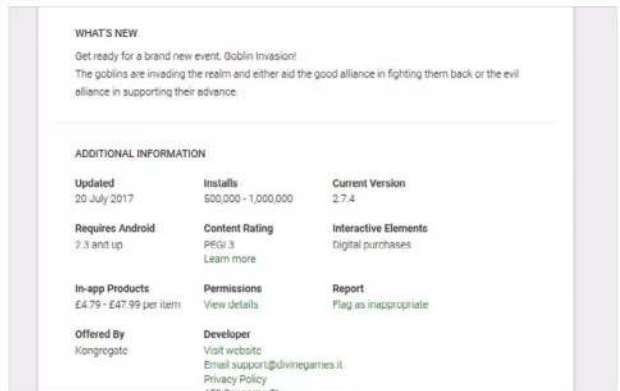 WHAT'S NEW
Get ready for a brand new event, Goblin Invasion!
The goblins are invading the realm and either aid the good alliance in fighting them back or the evil
alliance in supporting their advance.
ADDITIONAL INFORMATION
Updated
20 July 2017
Installs
500,000 - 1,000,000
Current Version
2.7.4
Requires Android
2.3 and up
Content Rating
PEGI 3
Learn more
Interactive Elements
Digital purchases
In-app Products
£4.79 - £47.99 per item
Permissions
View details
Report
Flag as inappropriate
Offered By
Kongregate
Developer
Visit website
Email support@divinegames.it
Privacy Policy